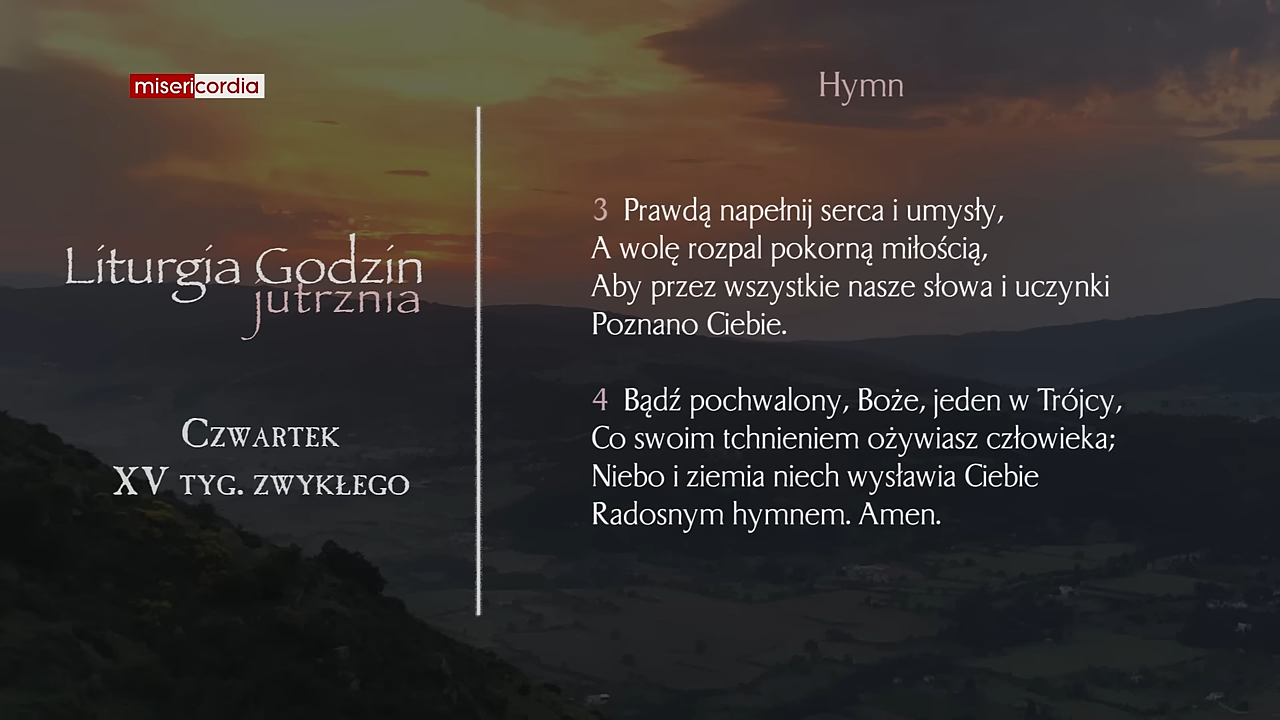 misericordia
Liturgia Godzin
jutrznia
Czwartek
XV tyg. zwykłego
Hymn
3 Prawdą napełnij serca i umysły,
A wolę rozpal pokorną miłością,
Aby przez wszystkie nasze słowa i uczynki
Poznano Ciebie.
4 Bądź pochwalony, Boże, jeden w Trójcy,
Co swoim tchnieniem ożywiasz człowieka;
Niebo i ziemia niech wysławia Ciebie
Radosnym hymnem. Amen.